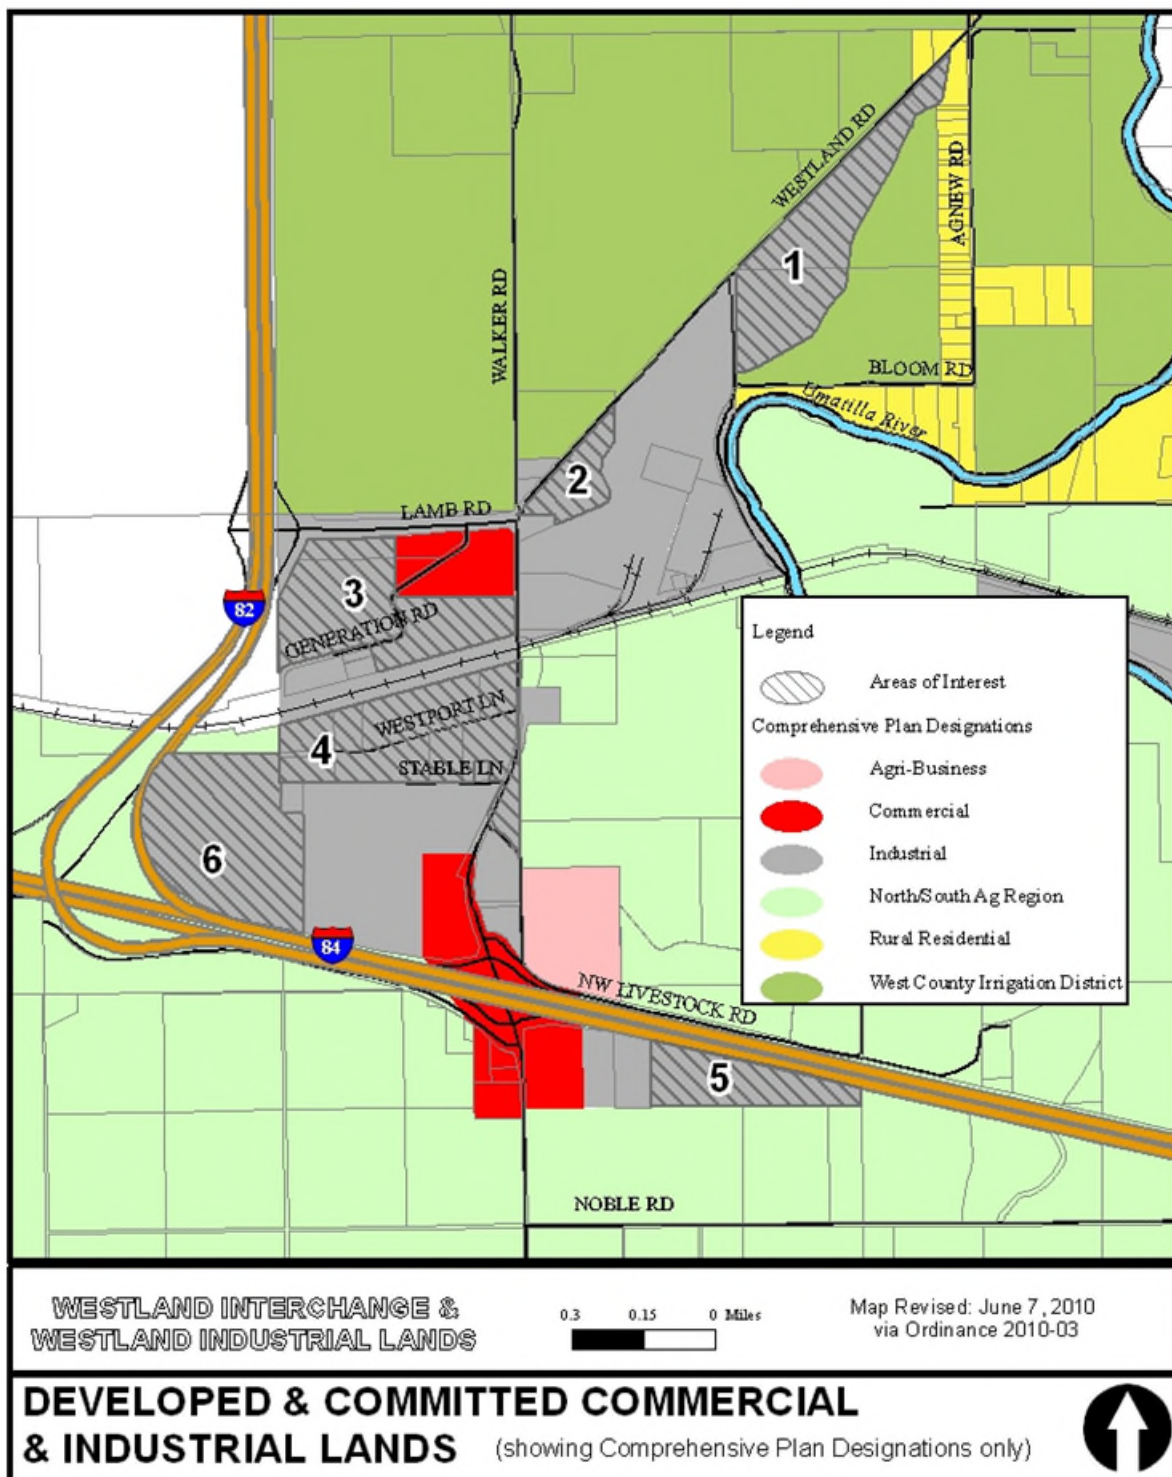 WESTLAND RD
AGNEW RD
1
WALKER RD
BLOOM RD
Umatilla River
2
LAMB RD
3
82
GENERATION RD
WESTPORT LN
4
STABLE LN
6
84
NW LIVESTOCK RD
5
NOBLE RD
Legend
Areas of Interest
Comprehensive Plan Designations
Agri-Business
Commercial
Industrial
North/South Ag Region
Rural Residential
West County Irrigation District
WESTLAND INTERCHANGE &
WESTLAND INDUSTRIAL LANDS
0.3 0.15 0 Miles
Map Revised: June 7, 2010
via Ordinance 2010-03
DEVELOPED & COMMITTED COMMERCIAL
& INDUSTRIAL LANDS (showing Comprehensive Plan Designations only)